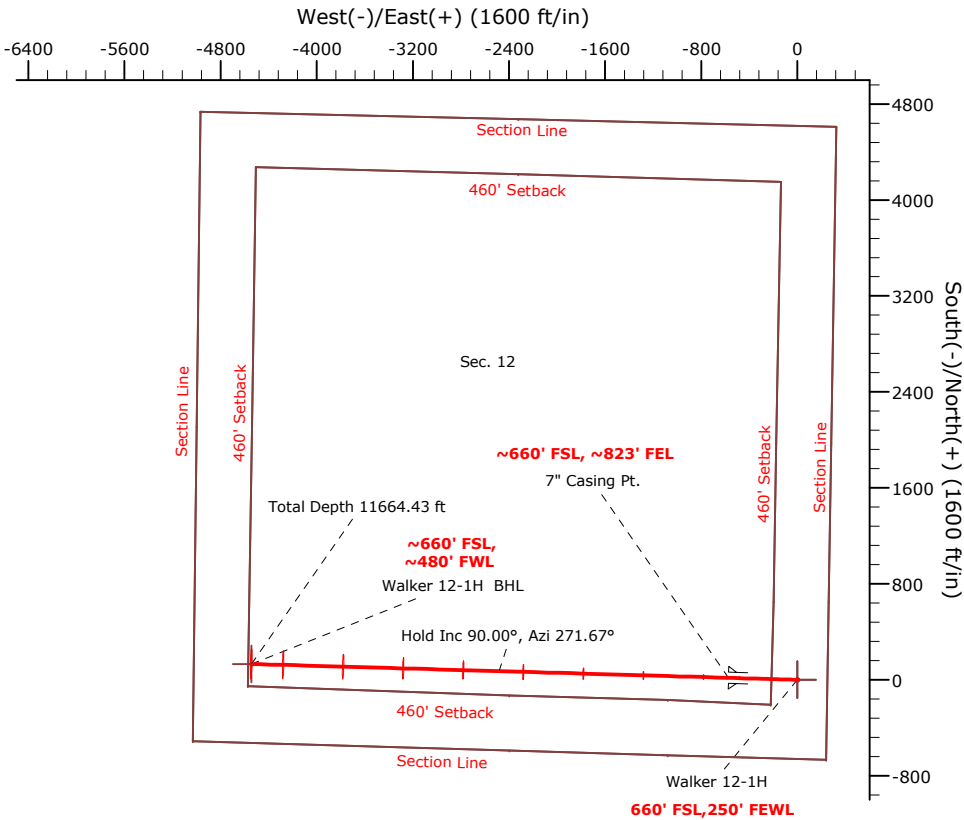 West(-)/East(+) (1600 ft/in)
-6400 -5600 -4800 -4000 -3200 -2400 -1600 -800 0
Section Line
460' Setback
4800
4000
3200
2400
1600
800
0
-800
South(-)/North(+) (1600 ft/in)
Sec. 12
Section Line
460' Setback
460' Setback
Section Line
~660' FSL, ~823' FEL
7" Casing Pt.
Total Depth 11664.43 ft
~660' FSL,
~480' FWL
Walker 12-1H BHL
Hold Inc 90.00°, Azi 271.67°
460' Setback
Section Line
Walker 12-1H
660' FSL,250' FEWL